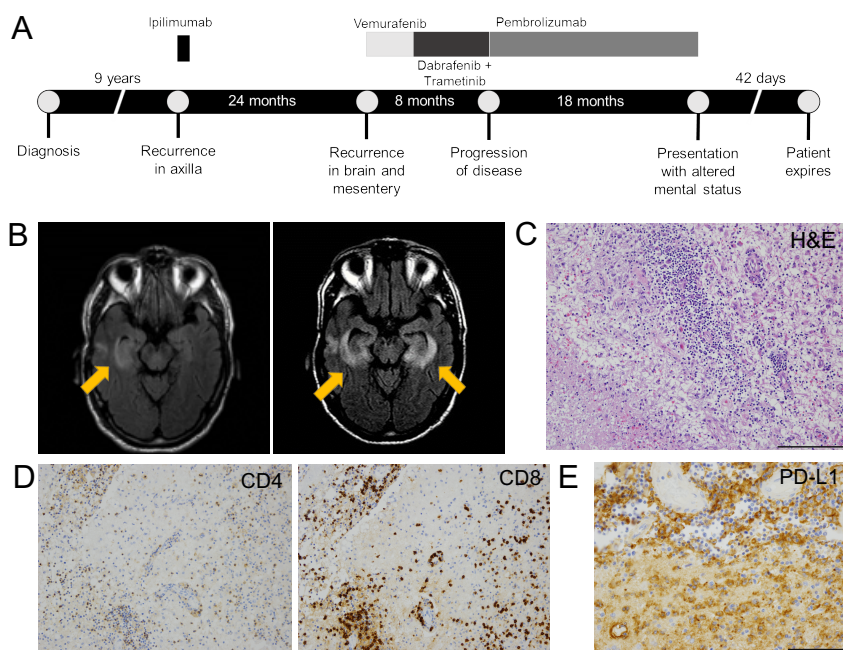 A
Ipilimumab
Vemurafenib
Pembrolizumab
Dabrafenib +
Trametinib
9 years
24 months
8 months
18 months
42 days
Diagnosis
Recurrence
in axilla
Recurrence
in brain and
mesentery
Progression
of disease
Presentation
with altered
mental status
Patient
expires
B
C
H&E
D
CD4
CD8
E
PD-L1